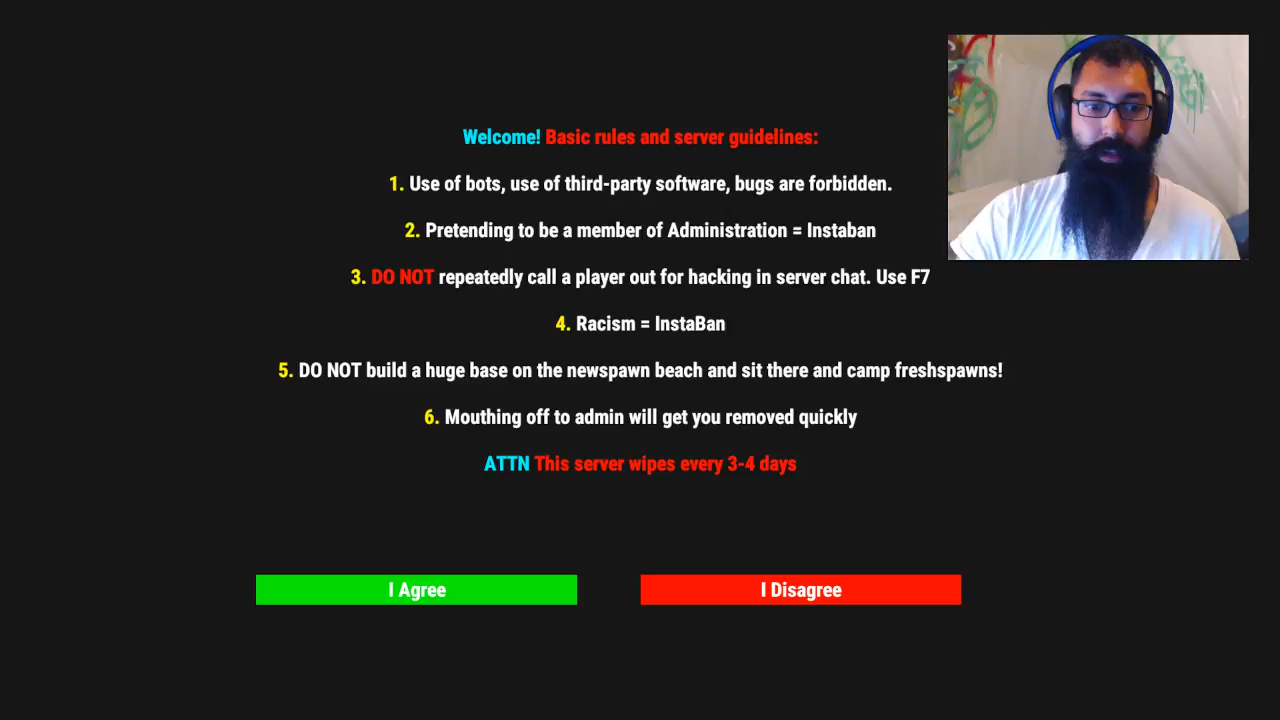 Welcome! Basic rules and server guidelines:
1. Use of bots, use of third-party software, bugs are forbidden.
2. Pretending to be a member of Administration = Instaban
3. DO NOT repeatedly call a player out for hacking in server chat. Use F7
4. Racism = InstaBan
5. DO NOT build a huge base on the newspawn beach and sit there and camp freshspawns!
6. Mouthing off to admin will get you removed quickly
ATTN This server wipes every 3-4 days
I Agree
I Disagree